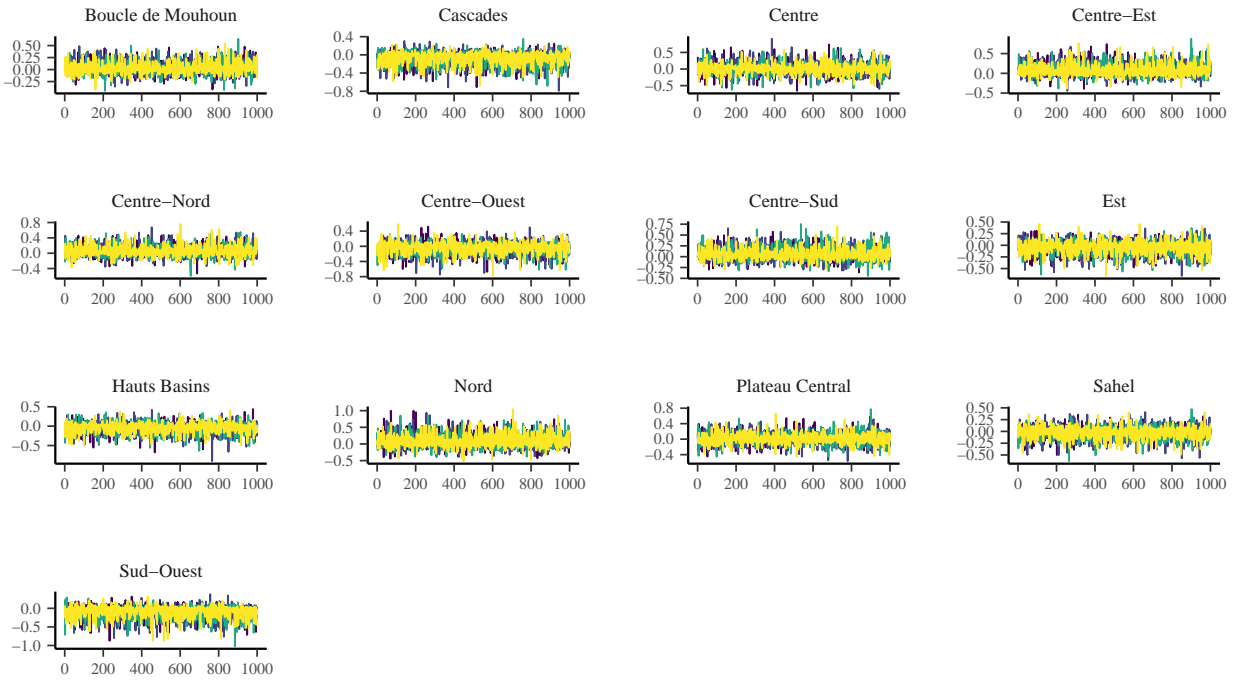 Boucle de Mouhoun Cascades Centre Centre−Est
0.50 0.25 0.00 −0.25
0.4 0.0 −0.4 −0.8
0.5 0.0 −0.5
0.5 0.0 −0.5
0 200 400 600 800 1000 0 200 400 600 800 1000 0 200 400 600 800 1000 0 200 400 600 800 1000
Centre−Nord Centre−Ouest Centre−Sud Est
0.8 0.4 0.0 −0.4
0.4 0.0 −0.4 −0.8
0.75 0.50 0.25 0.00 −0.25 −0.50
0.50 0.25 0.00 −0.25 −0.50
0 200 400 600 800 1000 0 200 400 600 800 1000 0 200 400 600 800 1000 0 200 400 600 800 1000
Hauts Basins Nord Plateau Central Sahel
0.5 0.0 −0.5
1.0 0.5 0.0 −0.5
0.8 0.4 0.0 −0.4
0.50 0.25 0.00 −0.25 −0.50
0 200 400 600 800 1000 0 200 400 600 800 1000 0 200 400 600 800 1000 0 200 400 600 800 1000
Sud−Ouest
0.0 −0.5 −1.0
0 200 400 600 800 1000